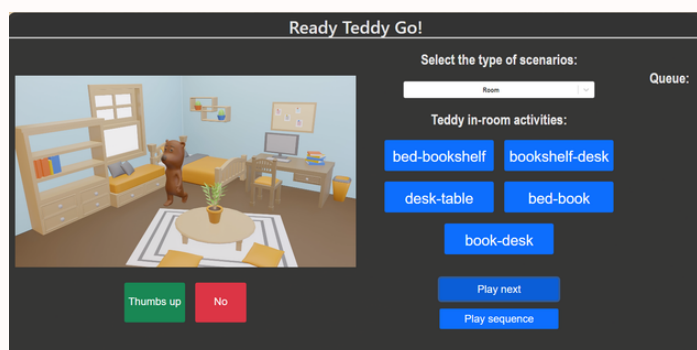 Ready Teddy Go!
Select the type of scenarios:
Queue:
Room
Teddy in-room activities:
bed-bookshelf
bookshelf-desk
desk-table
bed-book
book-desk
Thumbs up
No
Play next
Play sequence